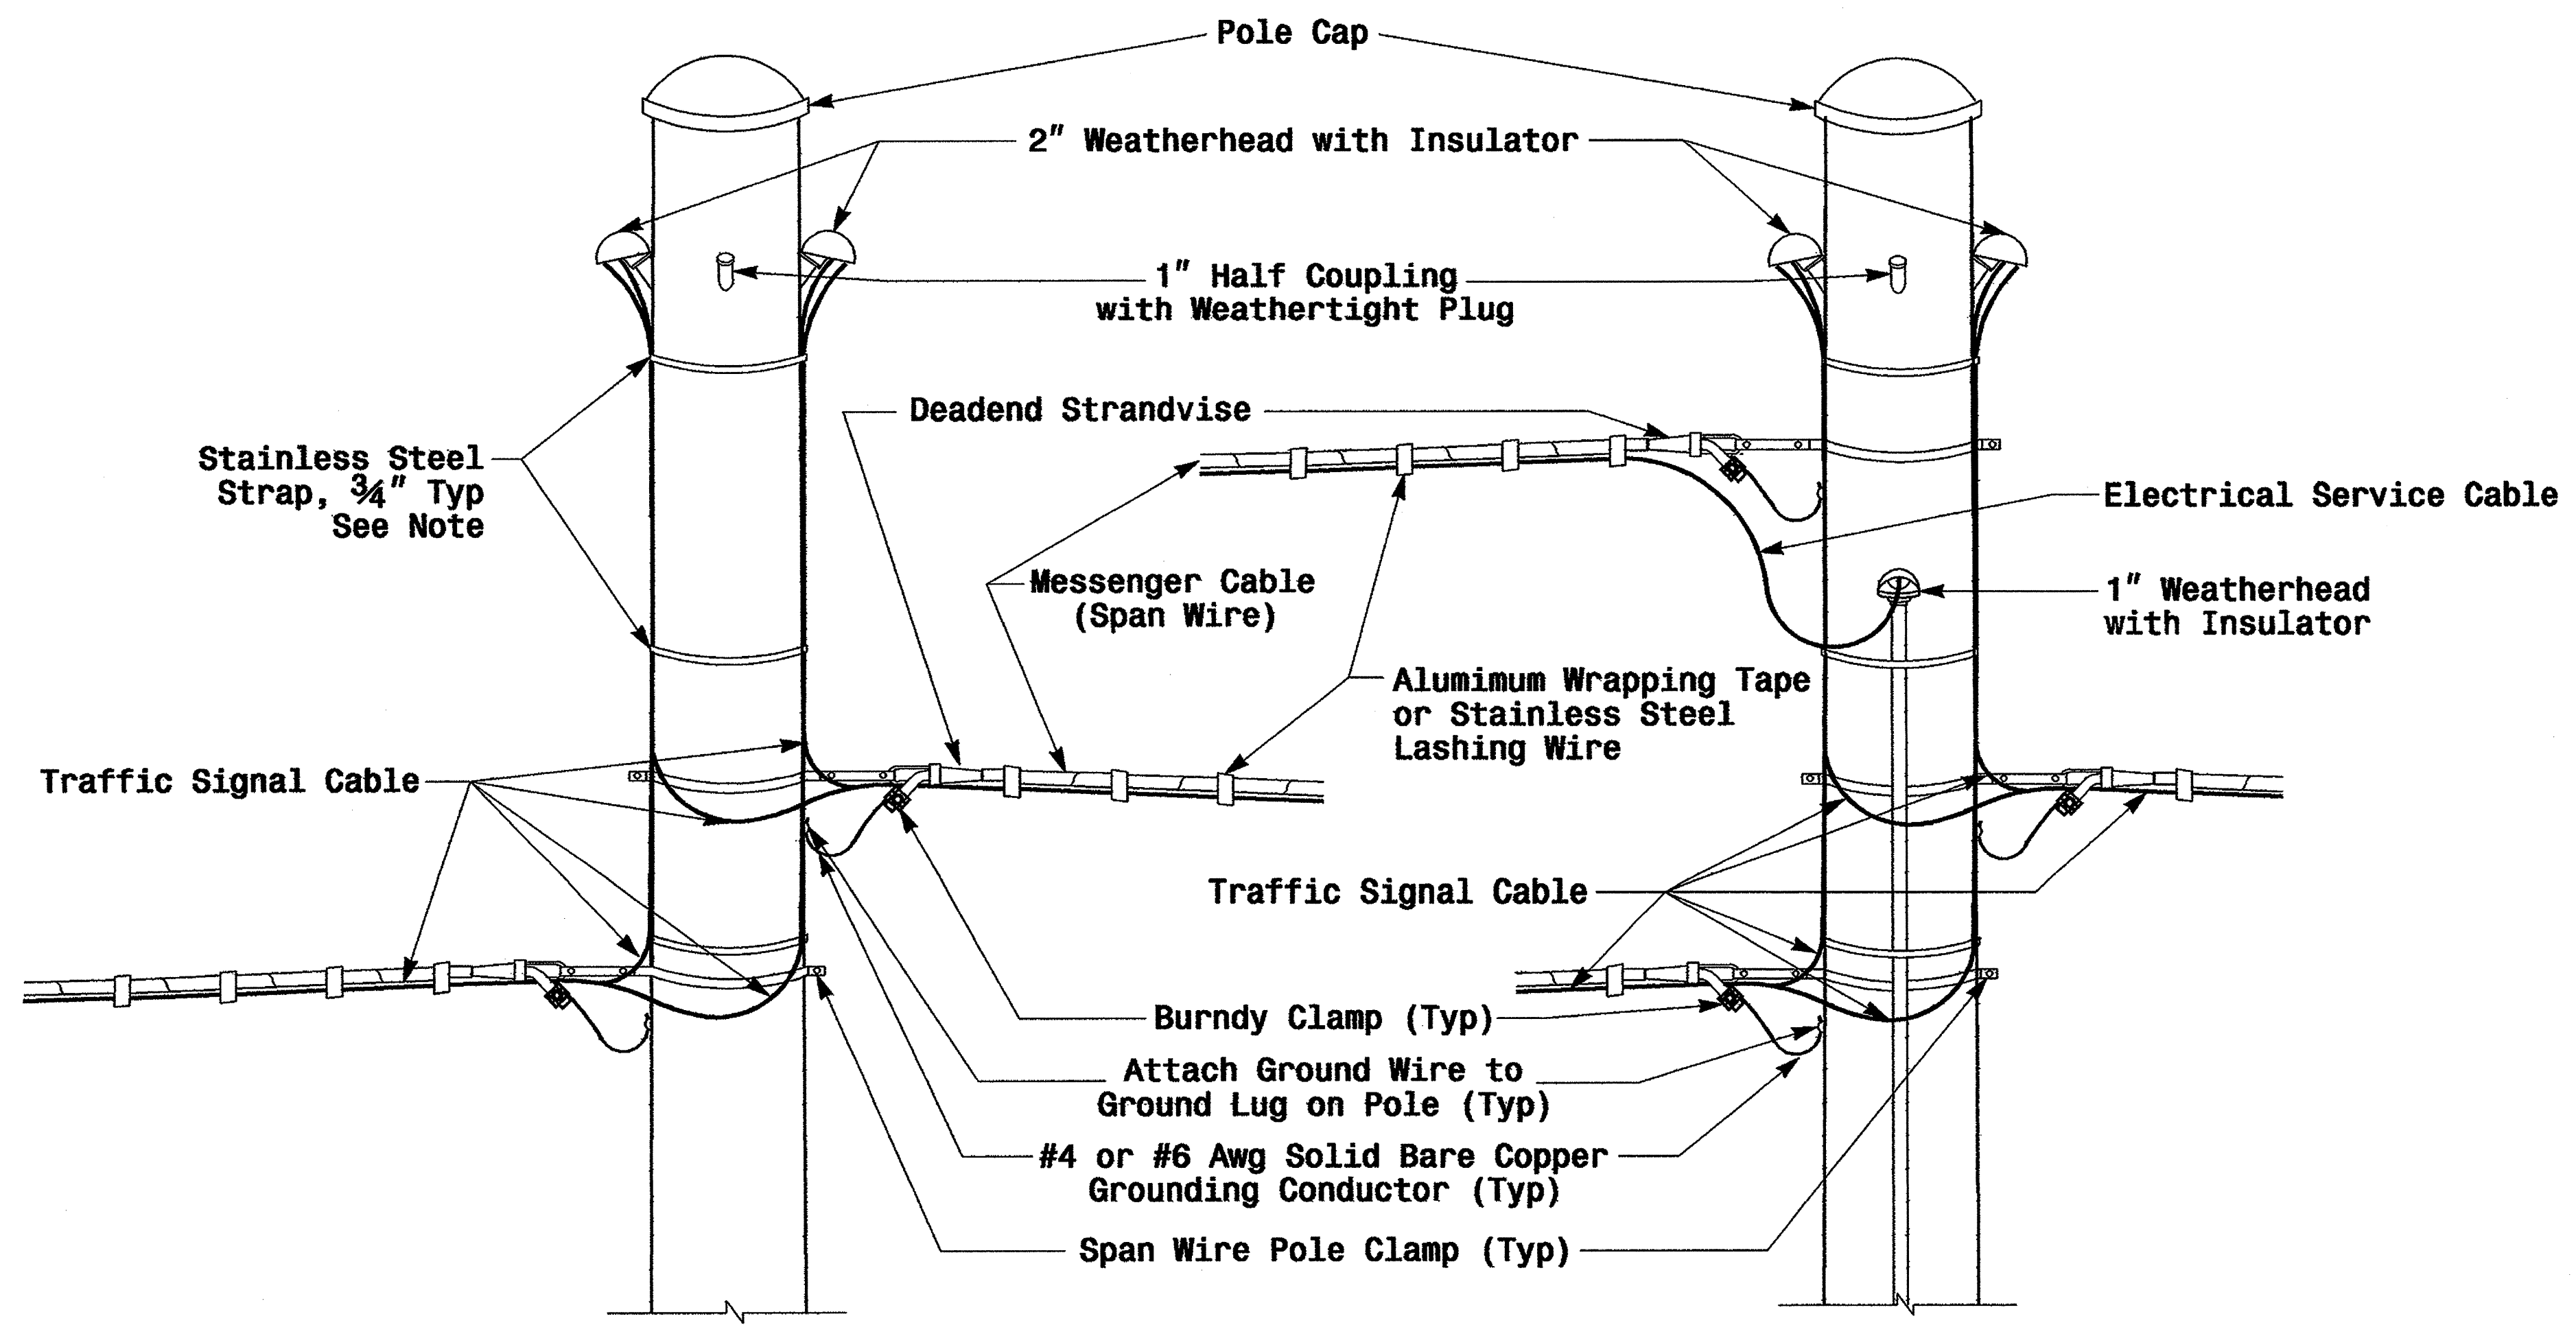 Pole Cap
2" Weatherhead with Insulator
1" Half Coupling
with Weathertight Plug
Deadend Strandvise
Stainless Steel
Strap, ¾" Typ
See Note
Electrical Service Cable
Messenger Cable
(Span Wire)
1" Weatherhead
with Insulator
Alumimum Wrapping Tape
or Stainless Steel
Lashing Wire
Traffic Signal Cable
Traffic Signal Cable
Burndy Clamp (Typ)
Attach Ground Wire to
Ground Lug on Pole (Typ)
#4 or #6 Awg Solid Bare Copper
Grounding Conductor (Typ)
Span Wire Pole Clamp (Typ)